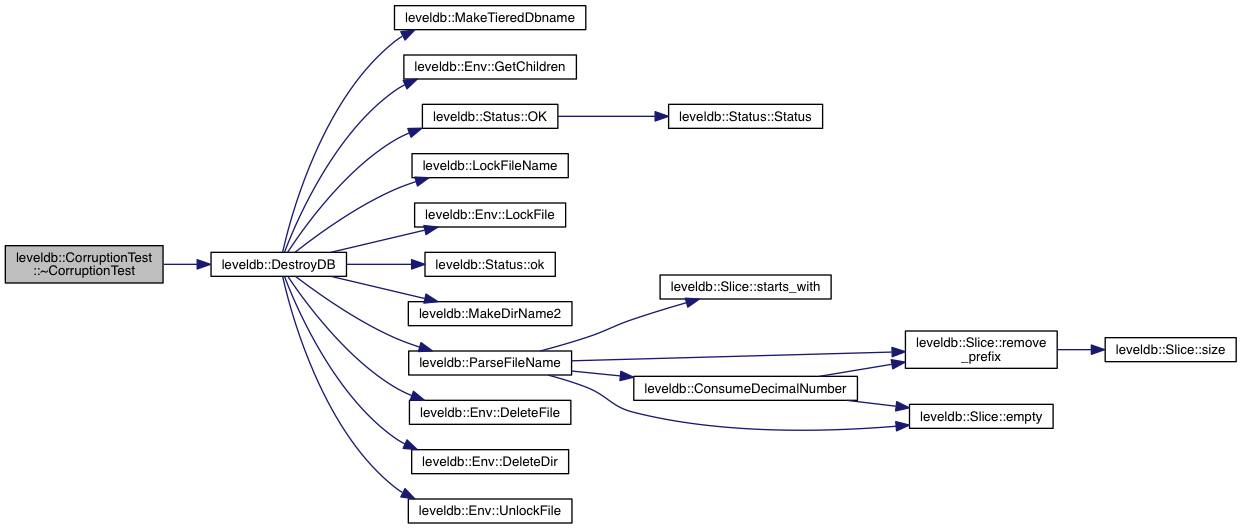 leveldb::MakeTieredDbname
leveldb::Env::GetChildren
leveldb::Status::OK
leveldb::Status::Status
leveldb::LockFileName
leveldb::Env::LockFile
leveldb::CorruptionTest
::~CorruptionTest
leveldb::DestroyDB
leveldb::Status::ok
leveldb::Slice::starts_with
leveldb::MakeDirName2
leveldb::Slice::remove
_prefix
leveldb::Slice::size
leveldb::ParseFileName
leveldb::ConsumeDecimalNumber
leveldb::Env::DeleteFile
leveldb::Slice::empty
leveldb::Env::DeleteDir
leveldb::Env::UnlockFile